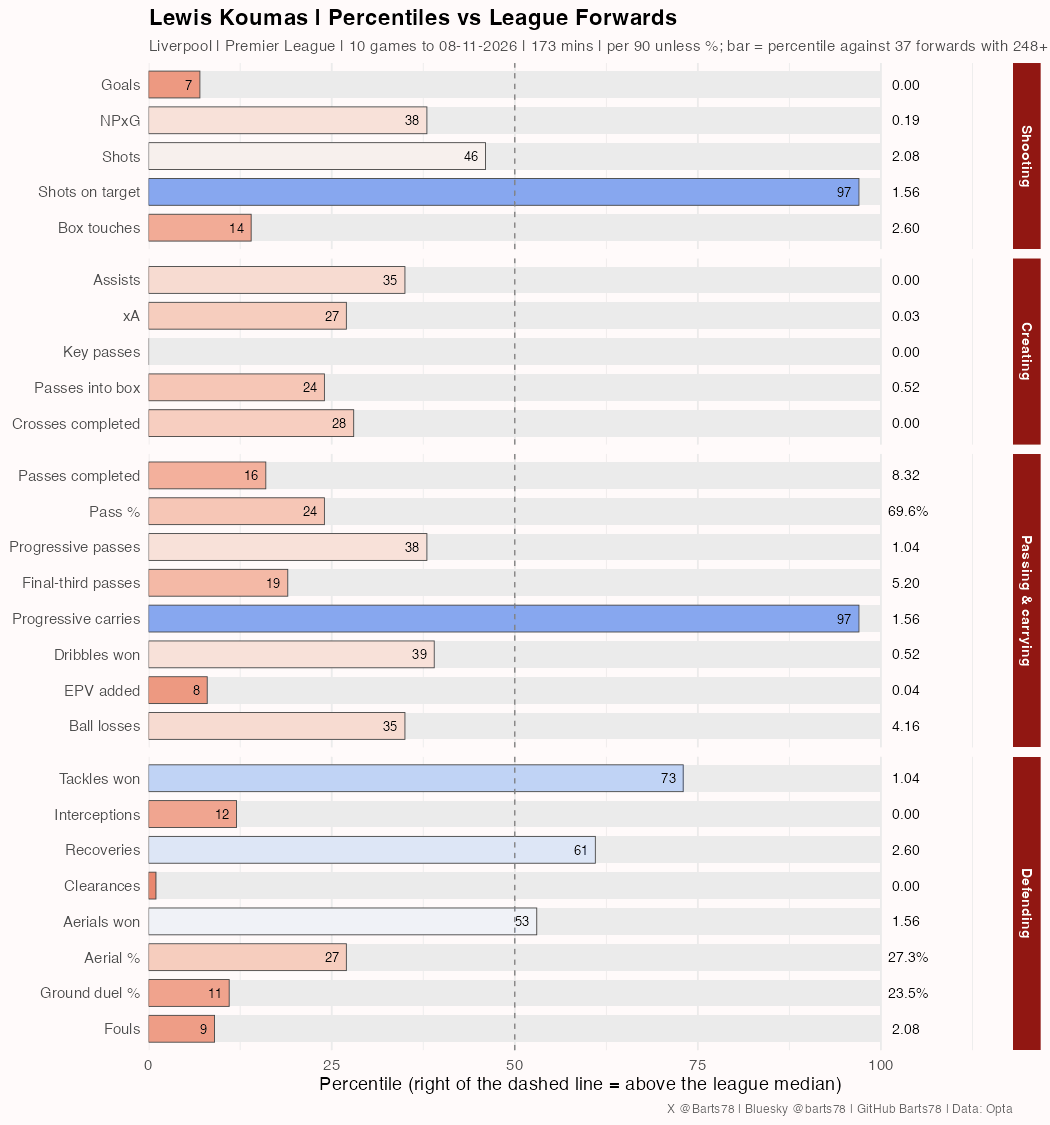 Lewis Koumas | Percentiles vs League Forwards
Liverpool | Premier League | 10 games to 08-11-2026 | 173 mins | per 90 unless %; bar = percentile against 37 forwards with 248+
Goals 7 0.00
NPxG 38 0.19
Shots 46 2.08
Shots on target 97 1.56
Box touches 14 2.60
Shooting
Assists 35 0.00
xA 27 0.03
Key passes 0.00
Passes into box 24 0.52
Crosses completed 28 0.00
Creating
Passes completed 16 8.32
Pass % 24 69.6%
Progressive passes 38 1.04
Final-third passes 19 5.20
Progressive carries 97 1.56
Dribbles won 39 0.52
EPV added 8 0.04
Ball losses 35 4.16
Passing & carrying
Tackles won 73 1.04
Interceptions 12 0.00
Recoveries 61 2.60
Clearances 0.00
Aerials won 53 1.56
Aerial % 27 27.3%
Ground duel % 11 23.5%
Fouls 9 2.08
Defending
0 25 50 75 100
Percentile (right of the dashed line = above the league median)
X @Barts78 | Bluesky @barts78 | GitHub Barts78 | Data: Opta